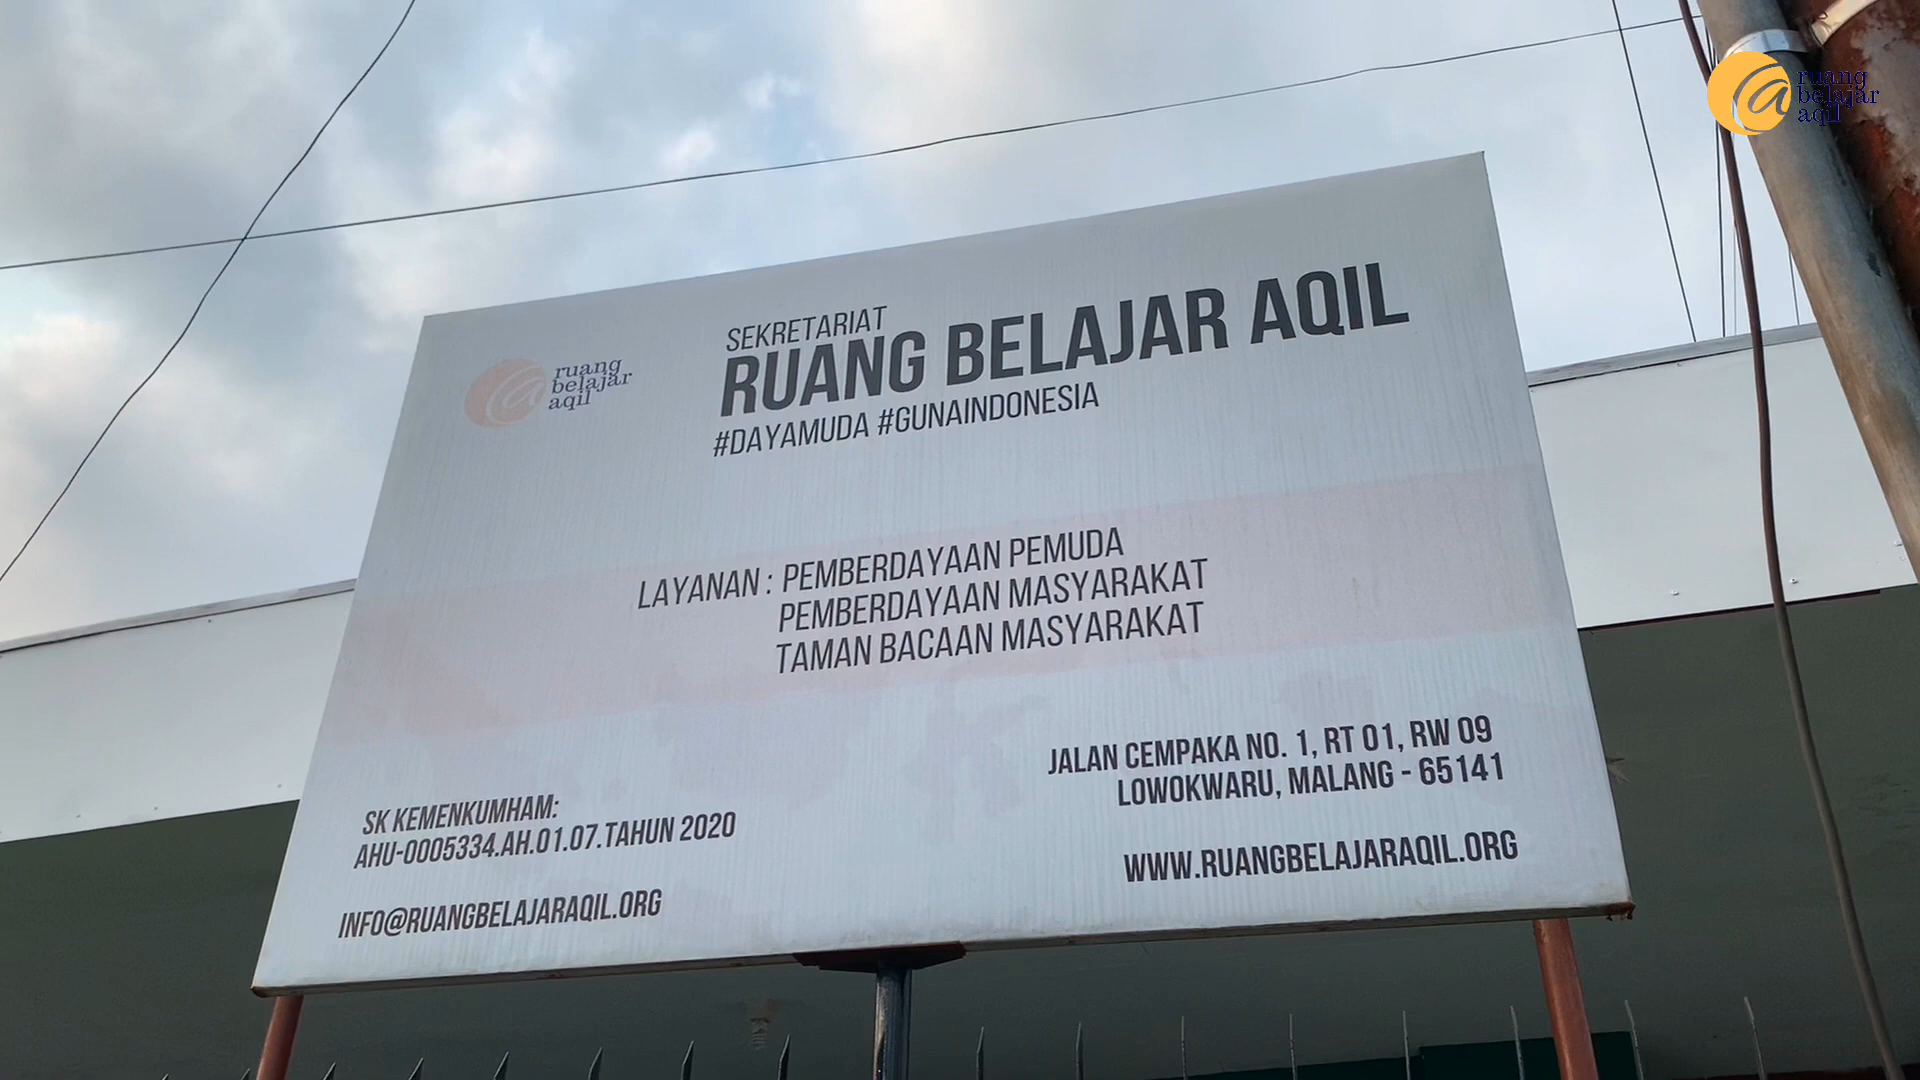 ruang
belajar
aqil
ruang
belajar
aqil
SEKRETARIAT
RUANG BELAJAR AQIL
#DAYAMUDA #GUNAINDONESIA
LAYANAN : PEMBERDAYAAN PEMUDA
PEMBERDAYAAN MASYARAKAT
TAMAN BACAAN MASYARAKAT
JALAN CEMPAKA NO. 1, RT 01, RW 09
LOWOKWARU, MALANG - 65141
SK KEMENKUMHAM:
AHU-0005334.AH.01.07.TAHUN 2020
WWW.RUANGBELAJARAQIL.ORG
INFO@RUANGBELAJARAQIL.ORG